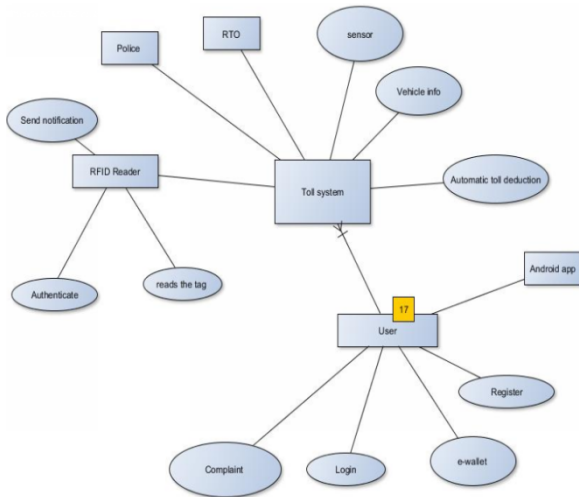 sensor
RTO
Police
Vehicle info
Send notification
RFID Reader
Automatic toll deduction
Toll system
Android app
reads the tag
Authenticate
17
User
Register
e-wallet
Complaint
Login